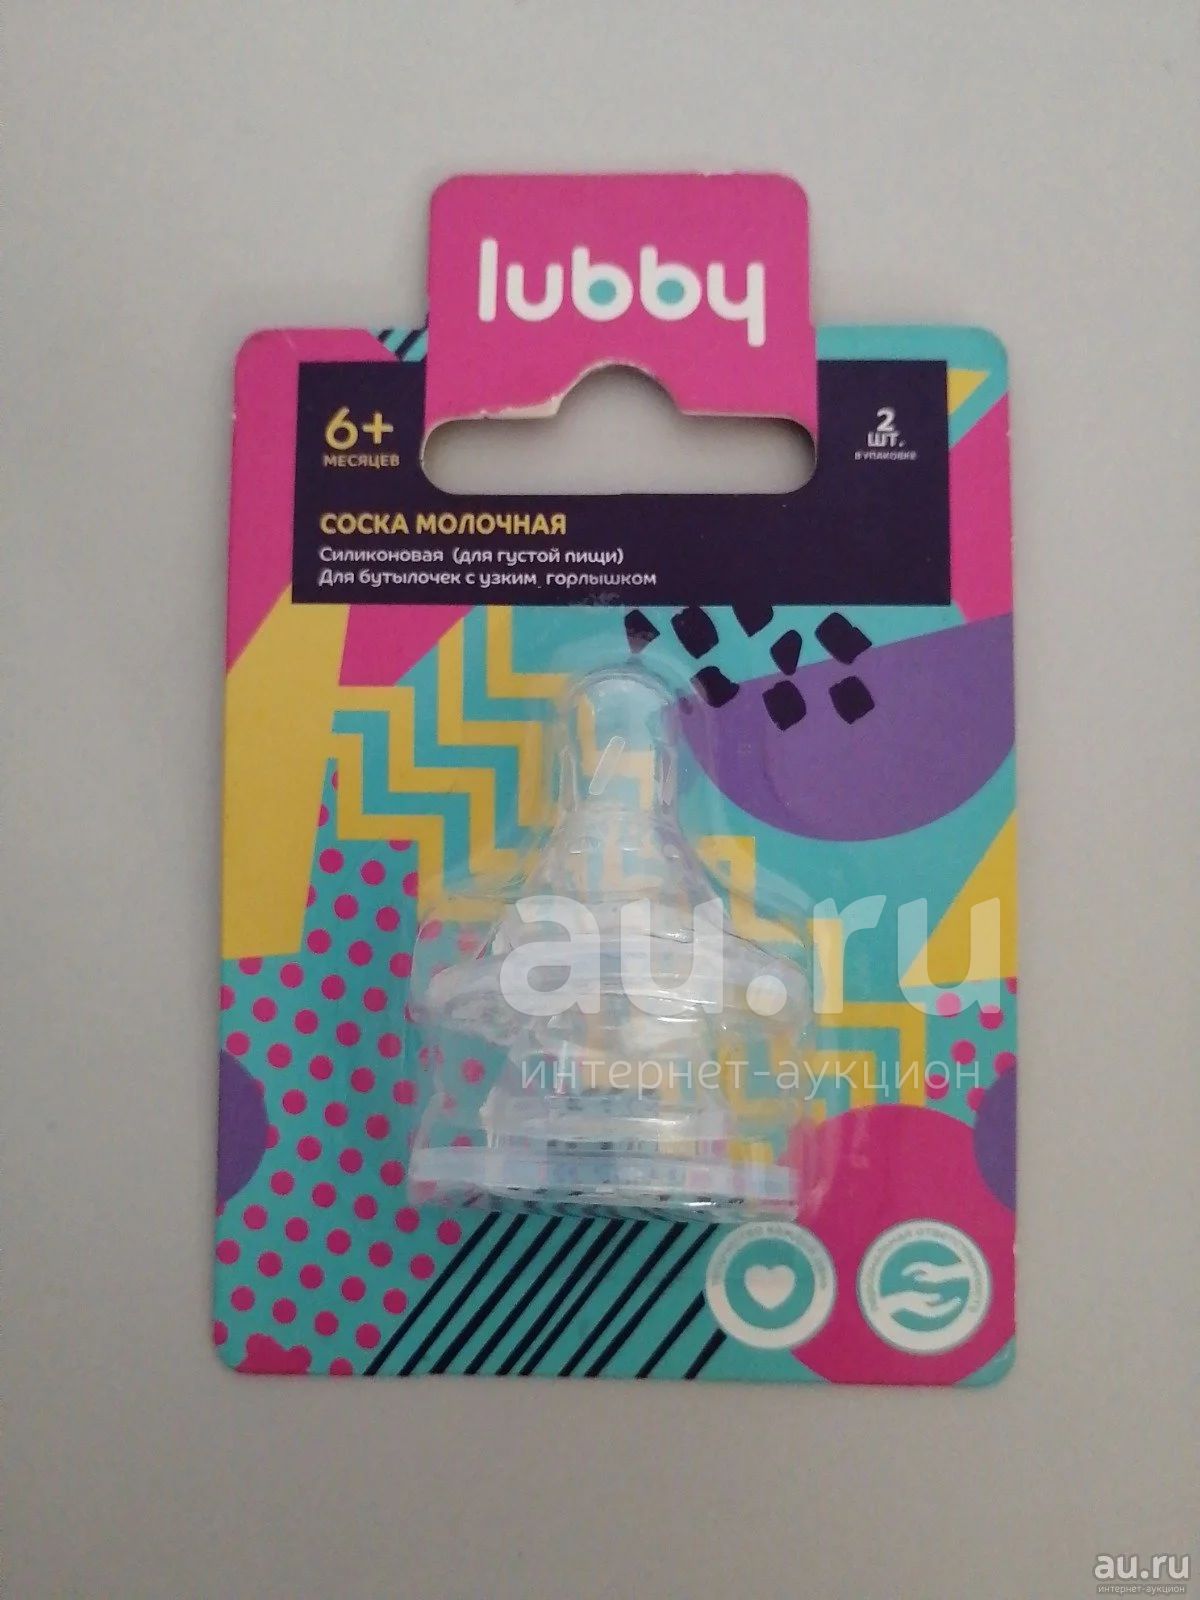 lubby
6+
МЕСЯЦЕВ
2
ШТ.
В УПАКОВКЕ
СОСКА МОЛОЧНАЯ
Силиконовая (для густой пищи)
Для бутылочек с узким горлышком
au.ru
интернет-аукцион
au.ru
интернет-аукцион